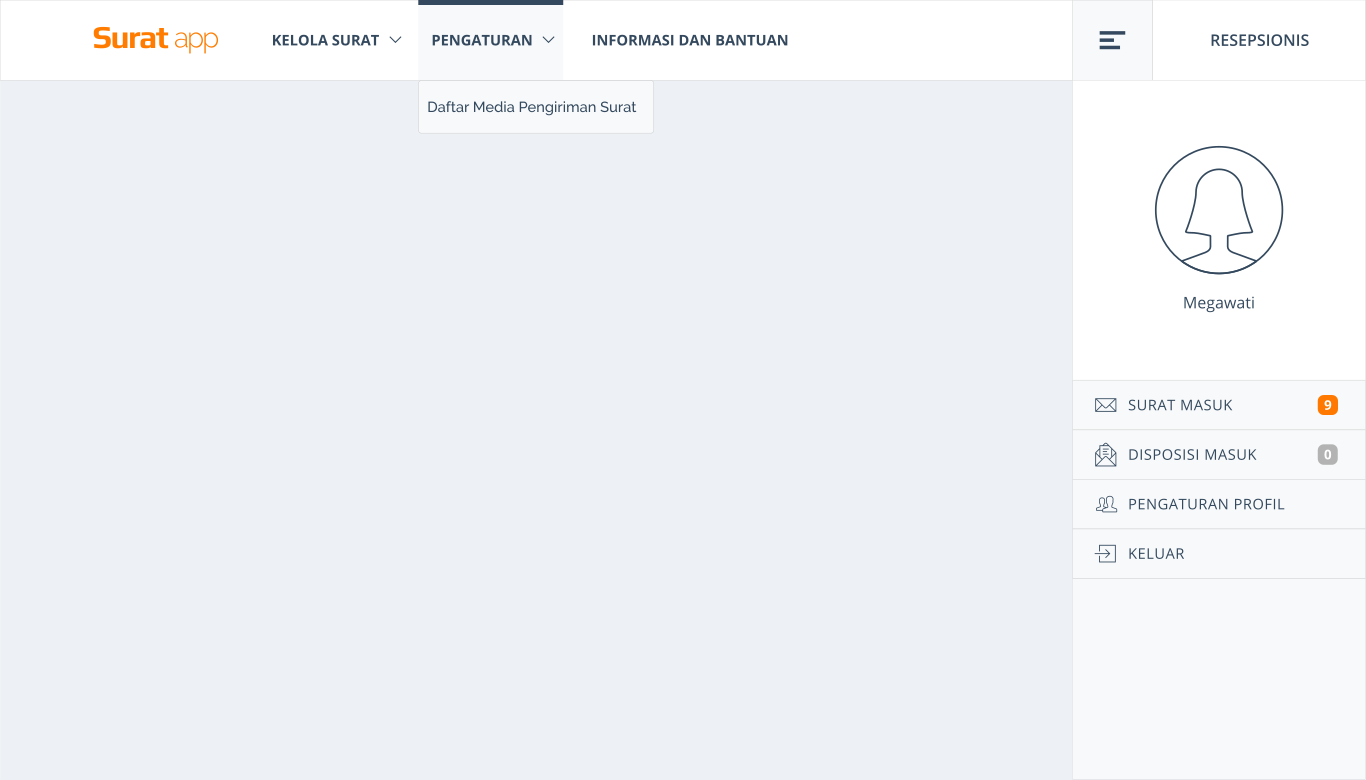 Surat app
KELOLA SURAT
PENGATURAN
INFORMASI DAN BANTUAN
RESEPSIONIS
Daftar Media Pengiriman Surat
Megawati
SURAT MASUK 9
DISPOSISI MASUK 0
PENGATURAN PROFIL
KELUAR